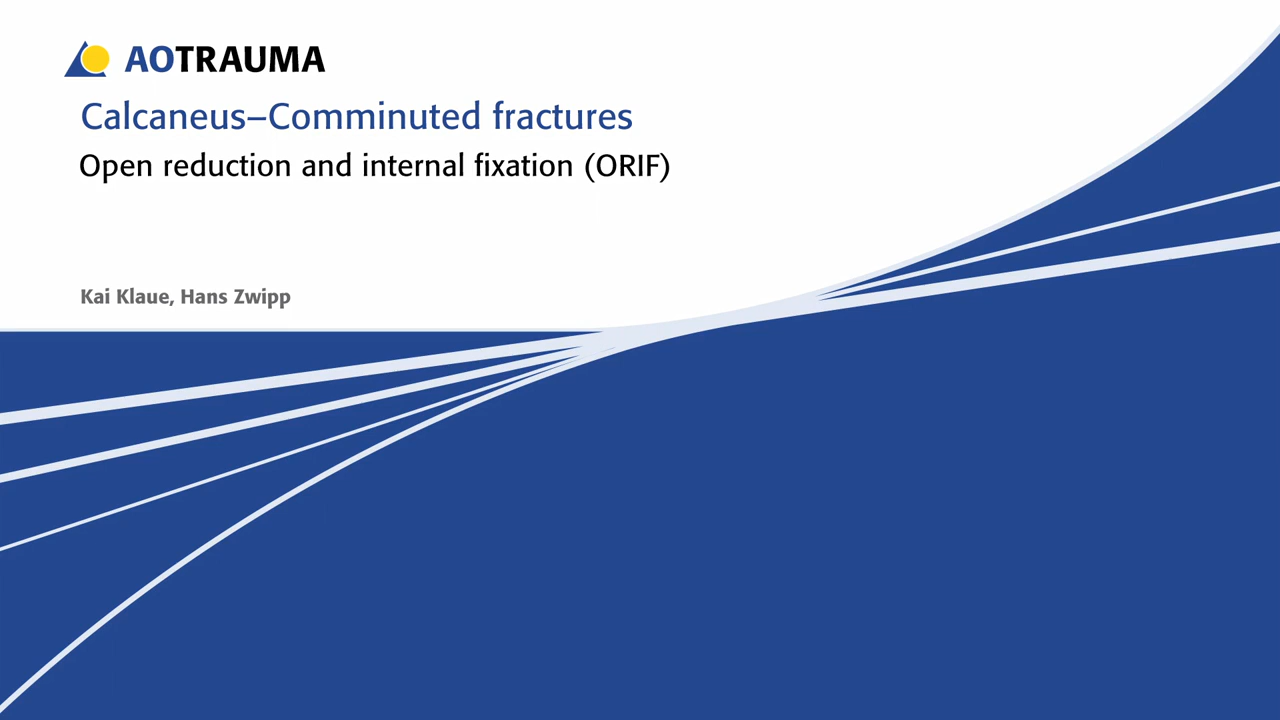 AOTRAUMA
Calcaneus–Comminuted fractures
Open reduction and internal fixation (ORIF)
Kai Klaue, Hans Zwipp